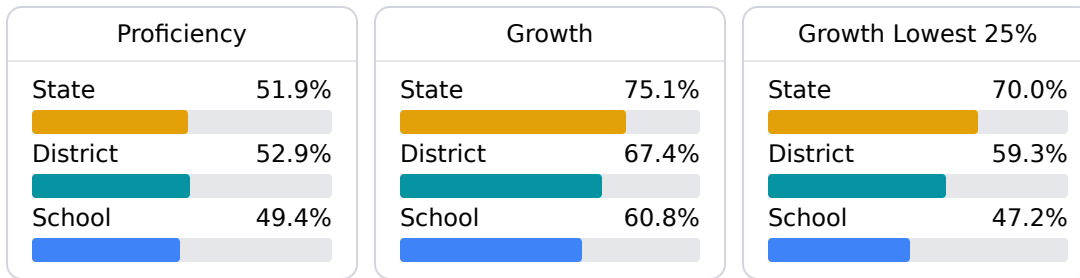 Proficiency
State 51.9%
District 52.9%
School 49.4%
Growth
State 75.1%
District 67.4%
School 60.8%
Growth Lowest 25%
State 70.0%
District 59.3%
School 47.2%